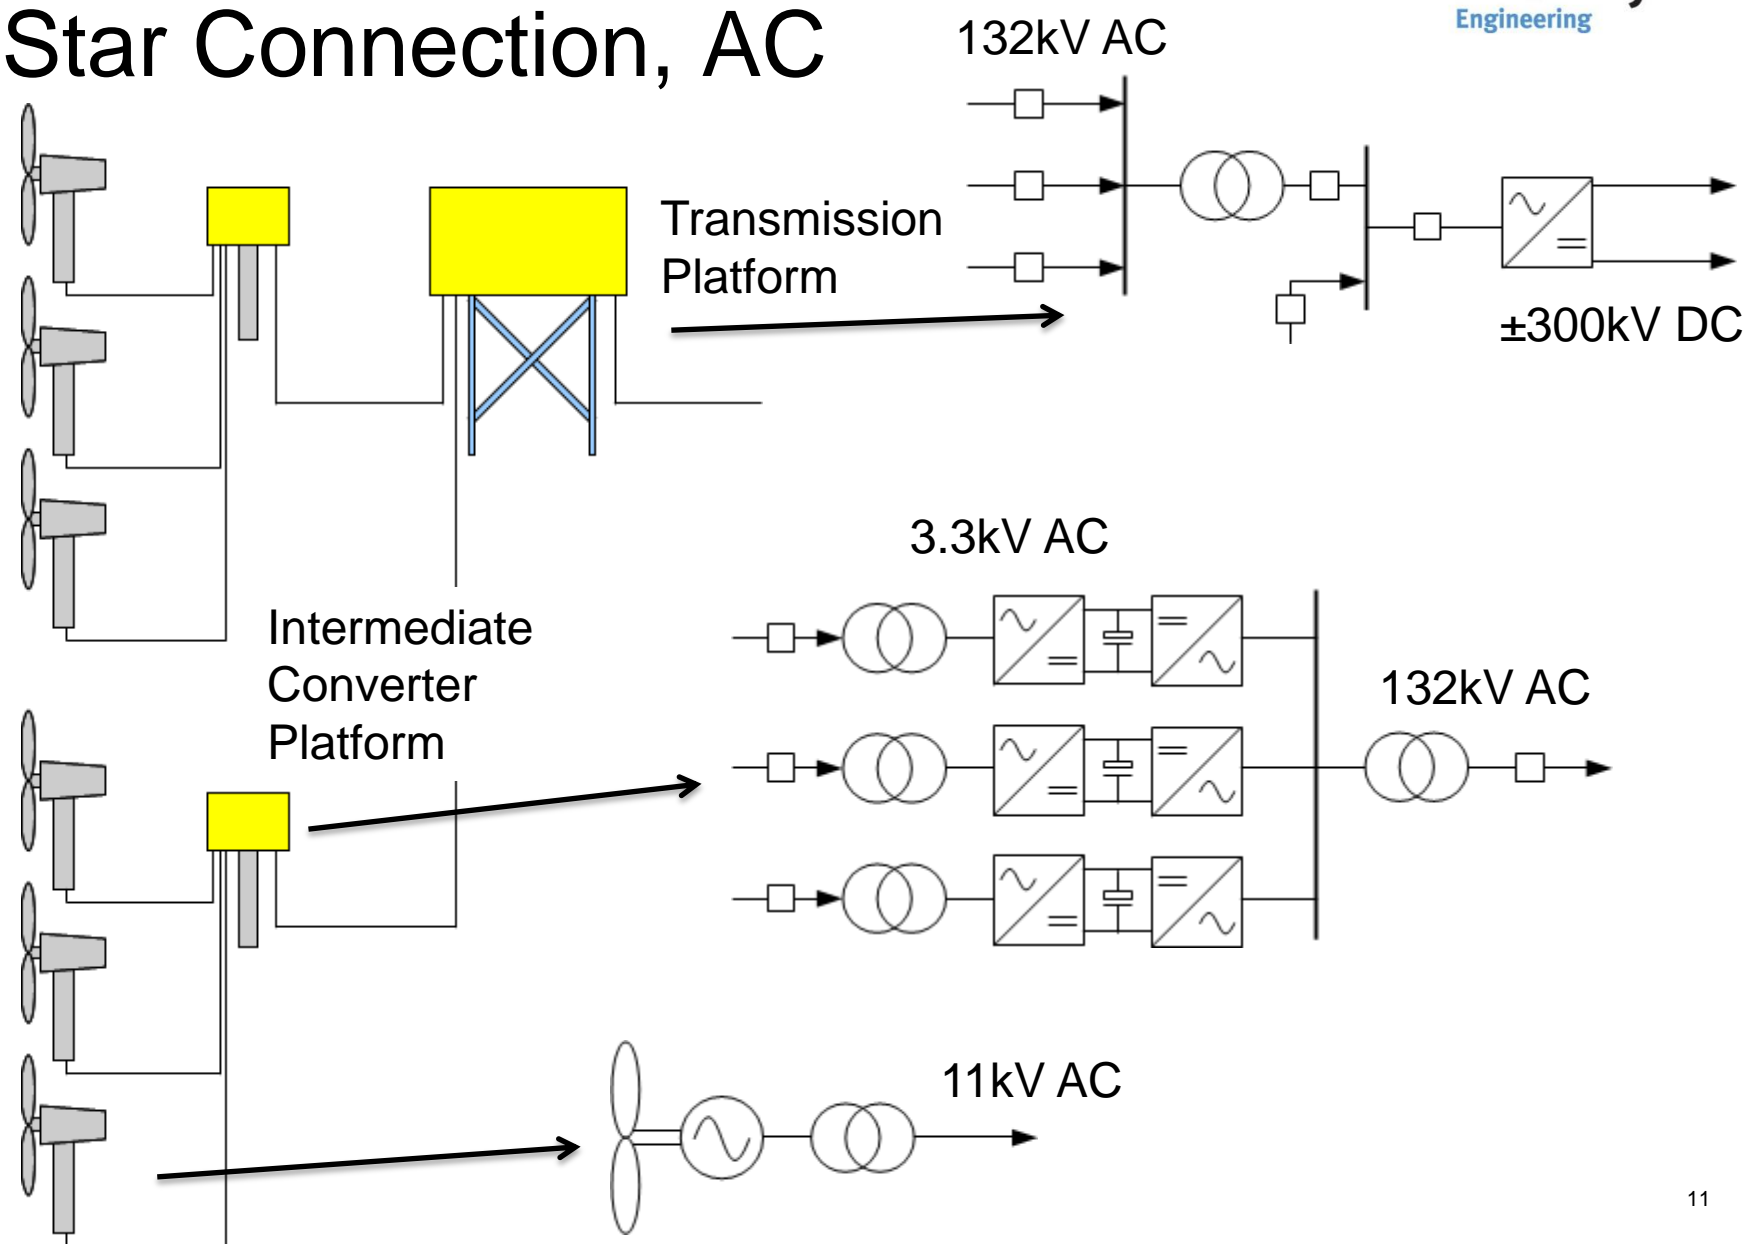 Star Connection, AC
Engineering
132kV AC
Transmission
Platform
±300kV DC
3.3kV AC
Intermediate
Converter
Platform
132kV AC
11kV AC
11